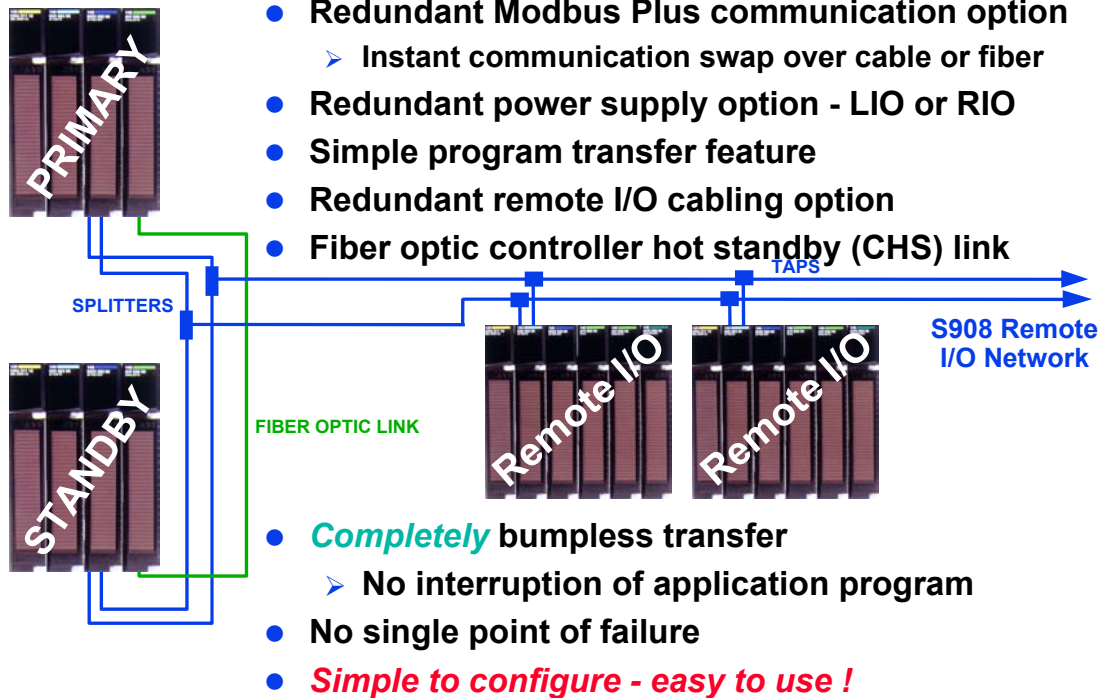 ● Redundant Modbus Plus communication option
➢ Instant communication swap over cable or fiber
● Redundant power supply option - LIO or RIO
● Simple program transfer feature
● Redundant remote I/O cabling option
● Fiber optic controller hot standby (CHS) link
PRIMARY
TAPS
SPLITTERS
S908 Remote
I/O Network
Remote I/O
Remote I/O
FIBER OPTIC LINK
STANDBY
● Completely bumpless transfer
➢ No interruption of application program
● No single point of failure
● Simple to configure - easy to use !